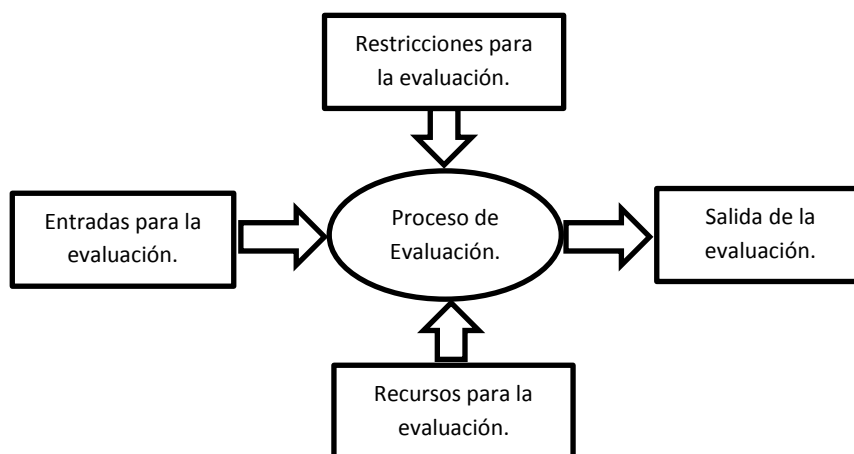 Restricciones para
la evaluación.
Entradas para la
evaluación.
Proceso de
Evaluación.
Salida de la
evaluación.
Recursos para la
evaluación.